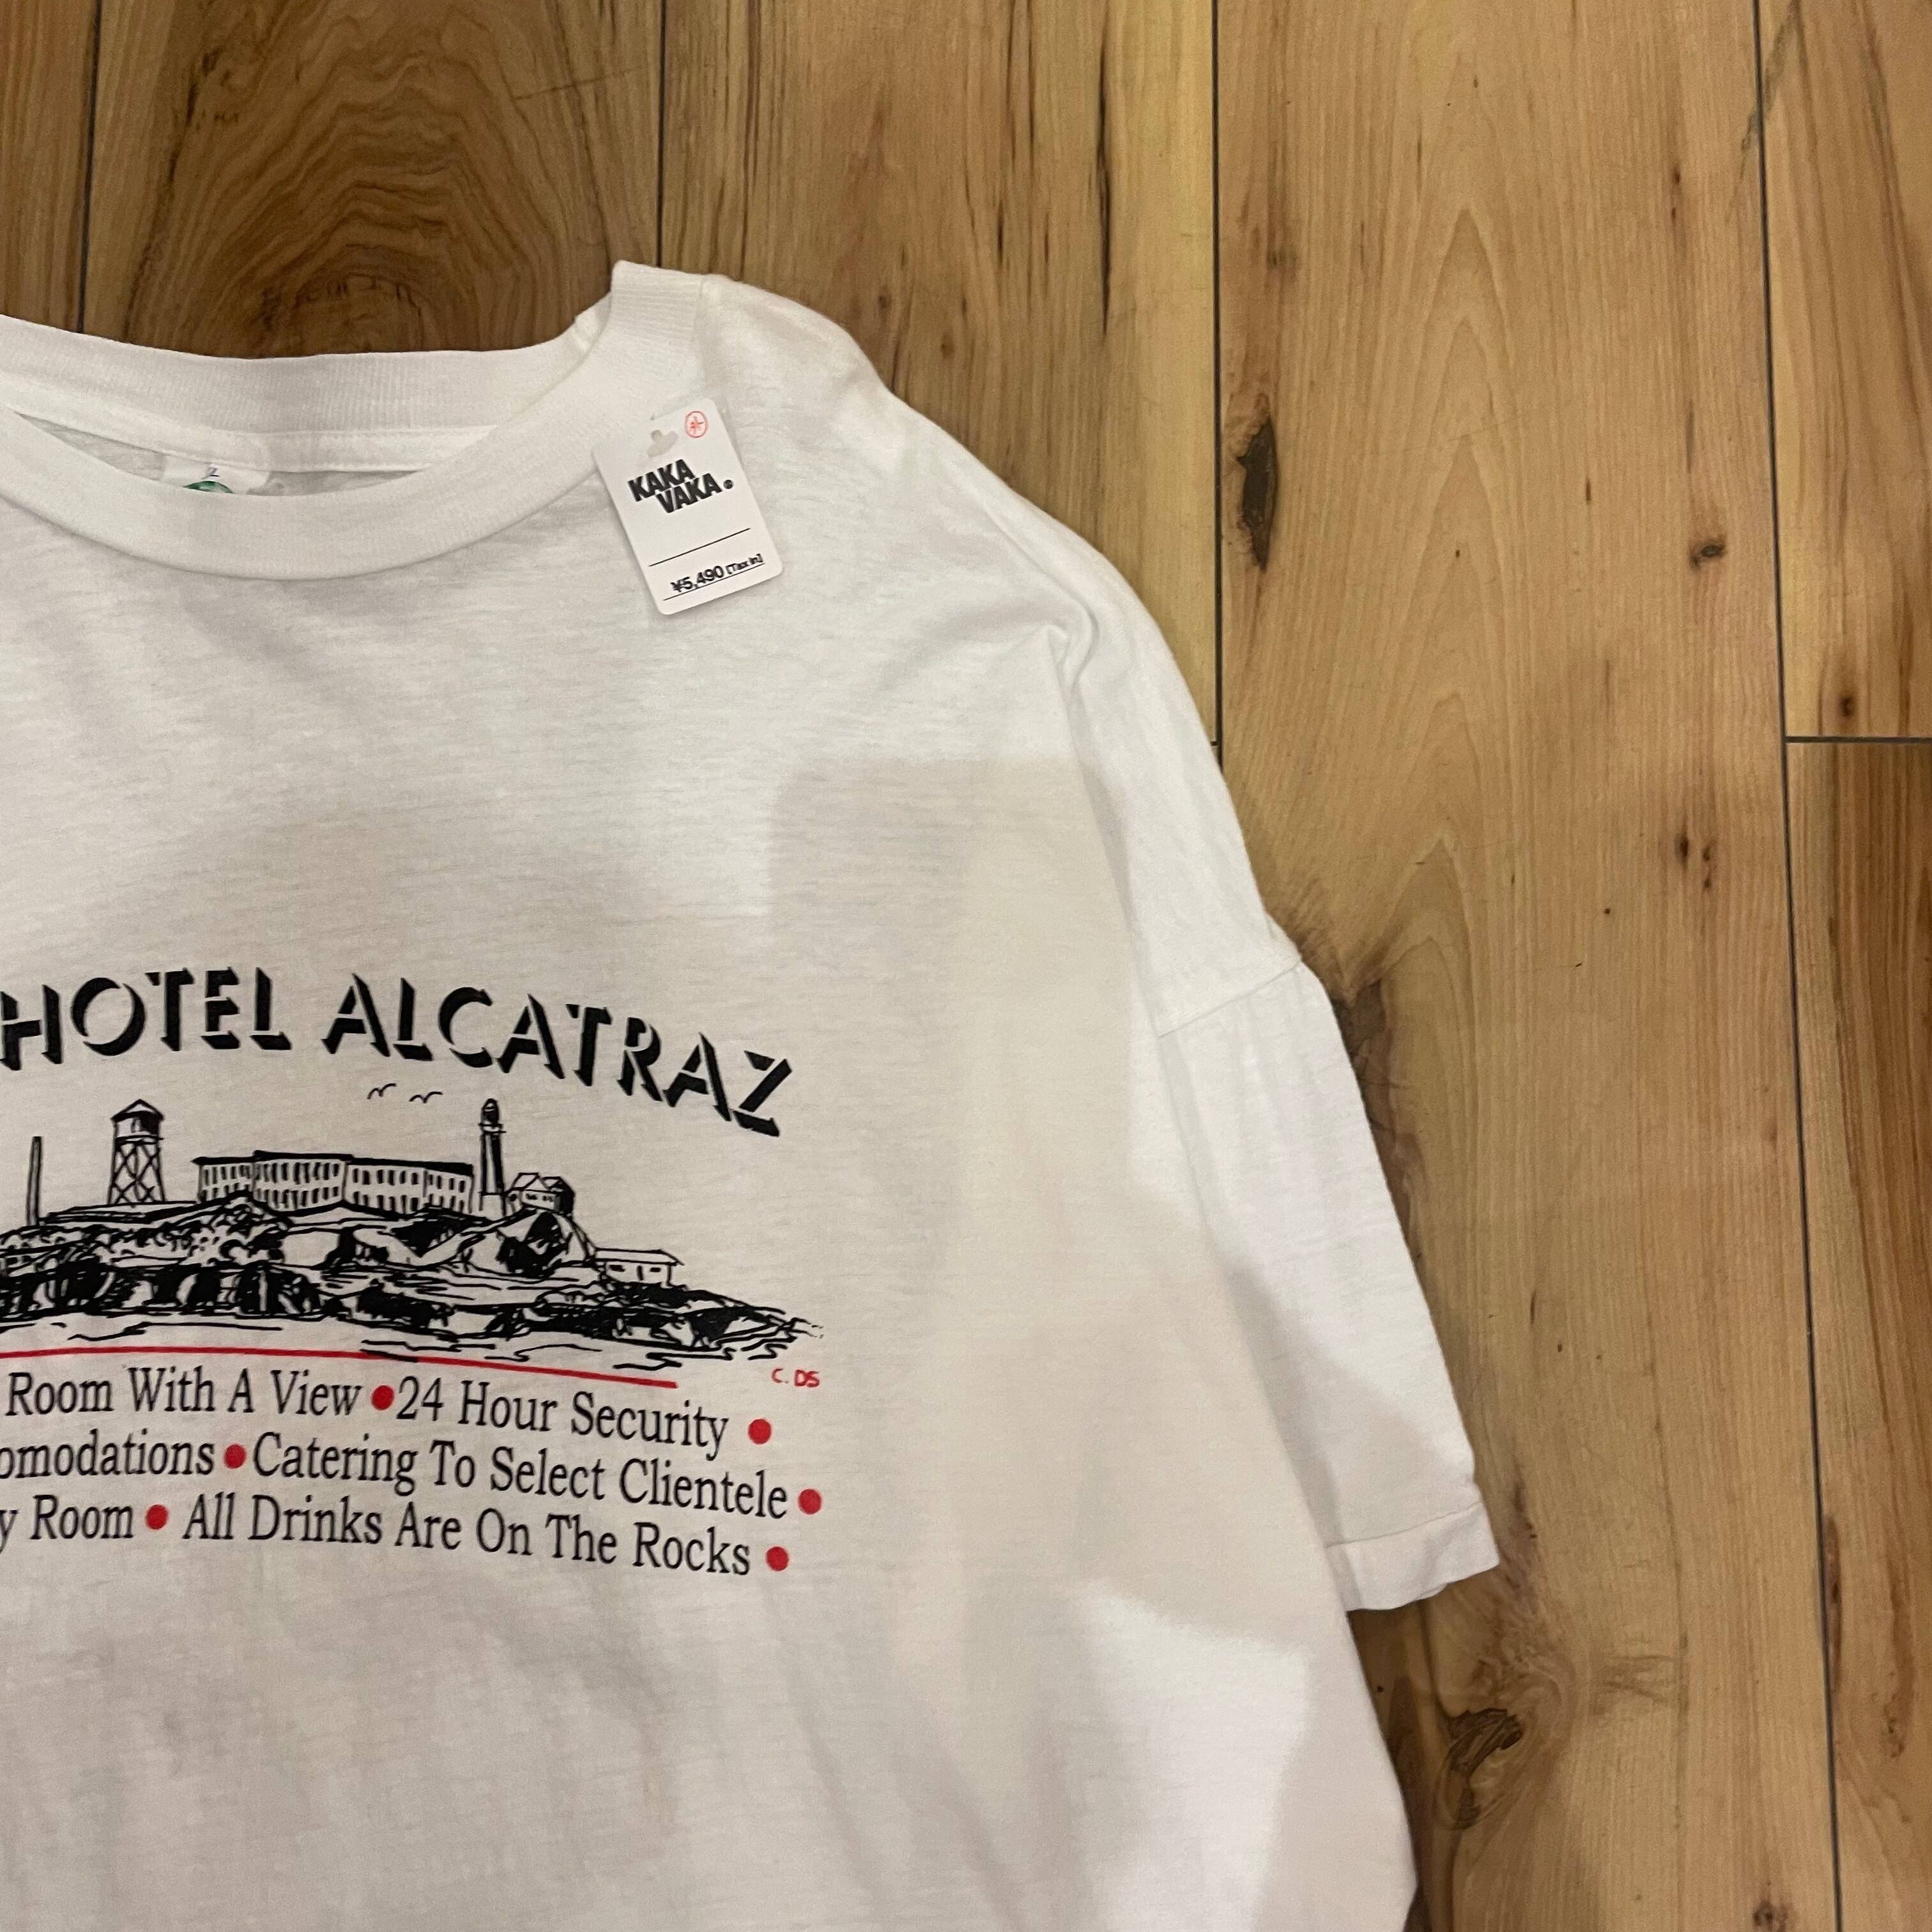 KAKA
VAKA®
¥5,490 [Tax in]
HOTEL ALCATRAZ
C. DS
Room With A View • 24 Hour Security •
omodations • Catering To Select Clientele •
y Room • All Drinks Are On The Rocks •